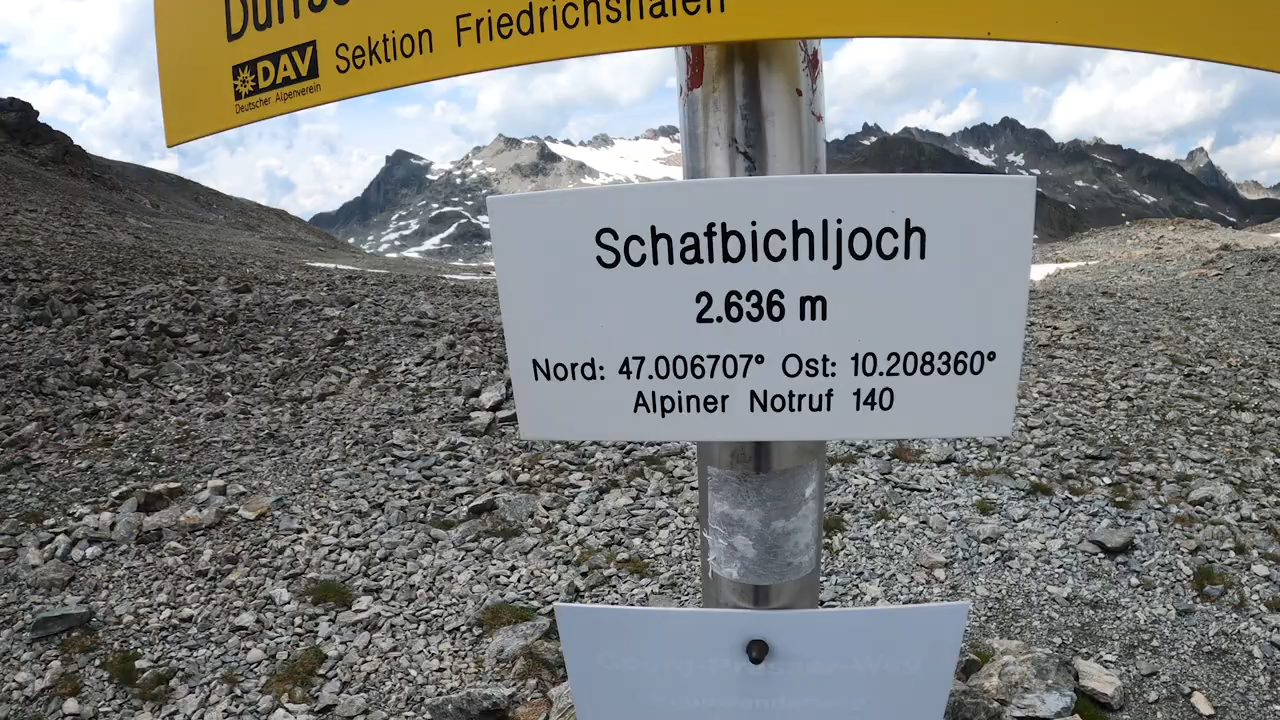 DAV
Deutscher Alpenverein
Sektion Friedrichshafen
Schafbichljoch
2.636 m
Nord: 47.006707° Ost: 10.208360°
Alpiner Notruf 140